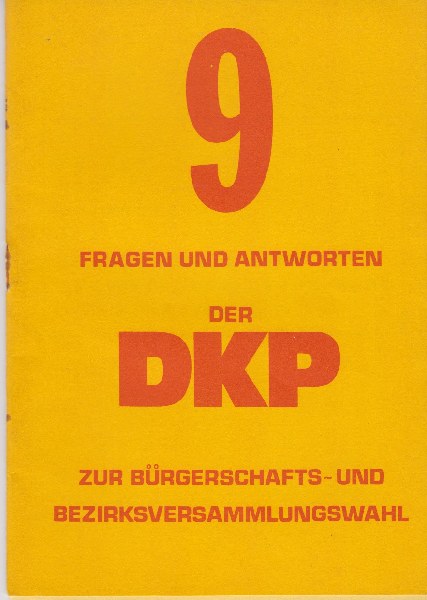 9
FRAGEN UND ANTWORTEN
DER
DKP
ZUR BÜRGERSCHAFTS-UND
BEZIRKSVERSAMMLUNGSWAHL